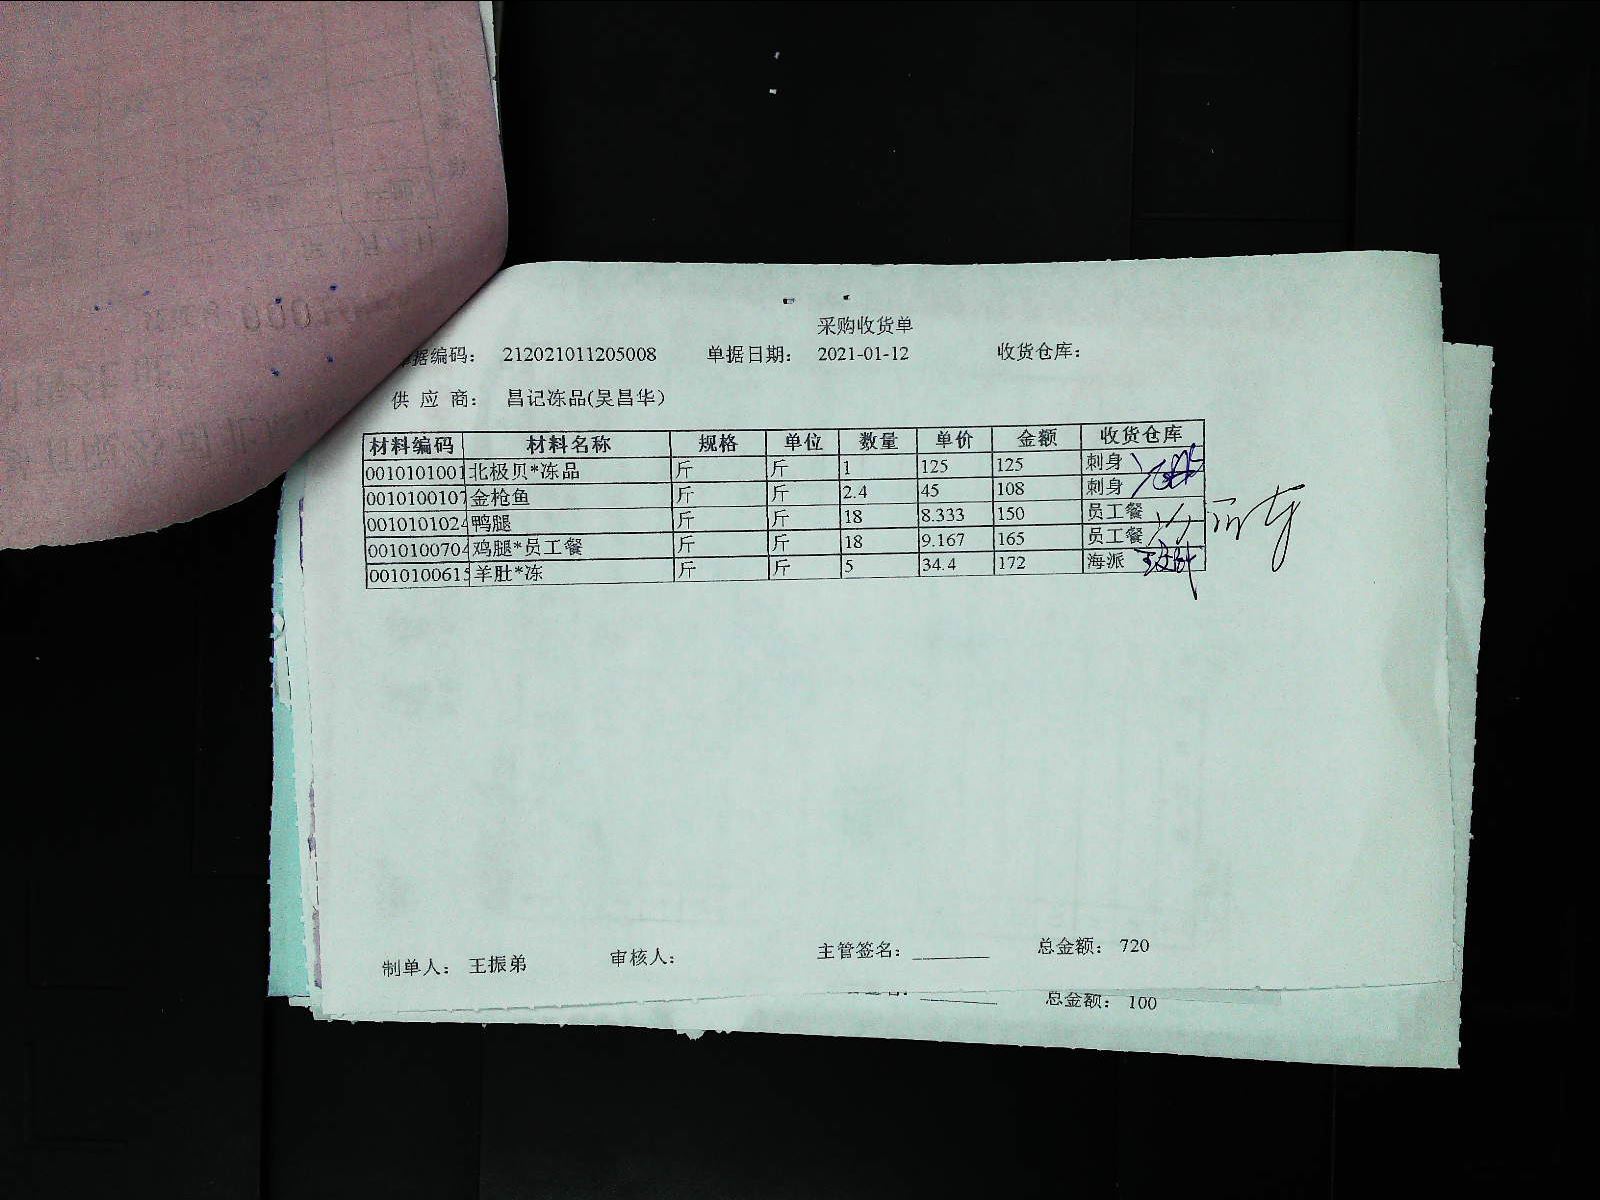 采购收货单
据编码： 212021011205008 单据日期： 2021-01-12 收货仓库：
供 应 商： 昌记冻品(吴昌华)
材料编码 材料名称 规格 单位 数量 单价 金额 收货仓库
0010101001 北极贝*冻品 斤 斤 1 125 125 刺身
0010100107 金枪鱼 斤 斤 2.4 45 108 刺身
0010101024 鸭腿 斤 斤 18 8.333 150 员工餐
0010100704 鸡腿*员工餐 斤 斤 18 9.167 165 员工餐
0010100615 羊肚*冻 斤 斤 5 34.4 172 海派
制单人： 王振弟 审核人： 主管签名： 总金额： 720
总金额： 100